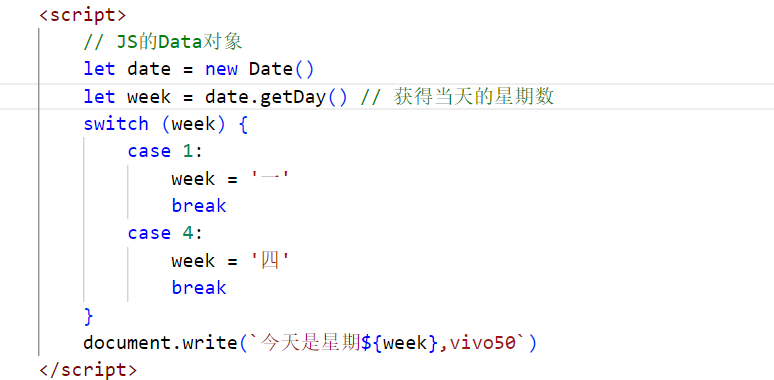 <script>
// JS的Data对象
let date = new Date()
let week = date.getDay() // 获得当天的星期数
switch (week) {
case 1:
week = '一'
break
case 4:
week = '四'
break
}
document.write(`今天是星期${week},vivo50`)
</script>